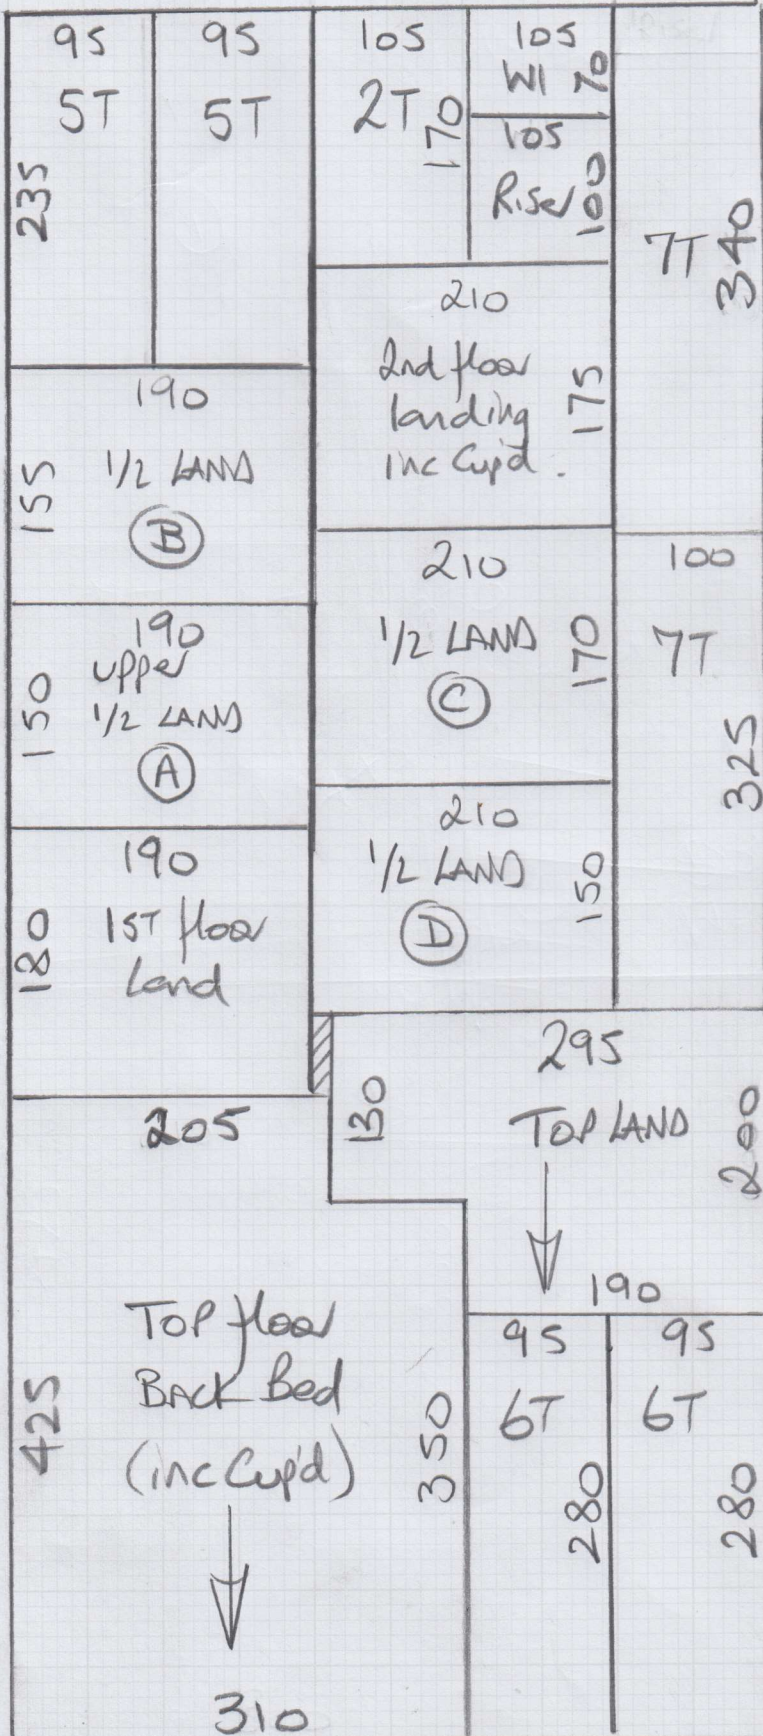 95
5T
235
95
5T
105
2T
170
105
W1
70
105
Riser
100
7T
340
210
2nd floor
landing
inc Cup'd.
175
190
1/2 LAND
B
155
210
1/2 LAND
C
170
100
7T
325
190
upper
1/2 LAND
A
150
210
1/2 LAND
D
150
190
1ST floor
Land
180
295
TOP LAND
130
200
190
205
TOP floor
BACK Bed
(inc Cup'd)
425
350
310
95
6T
280
95
6T
280